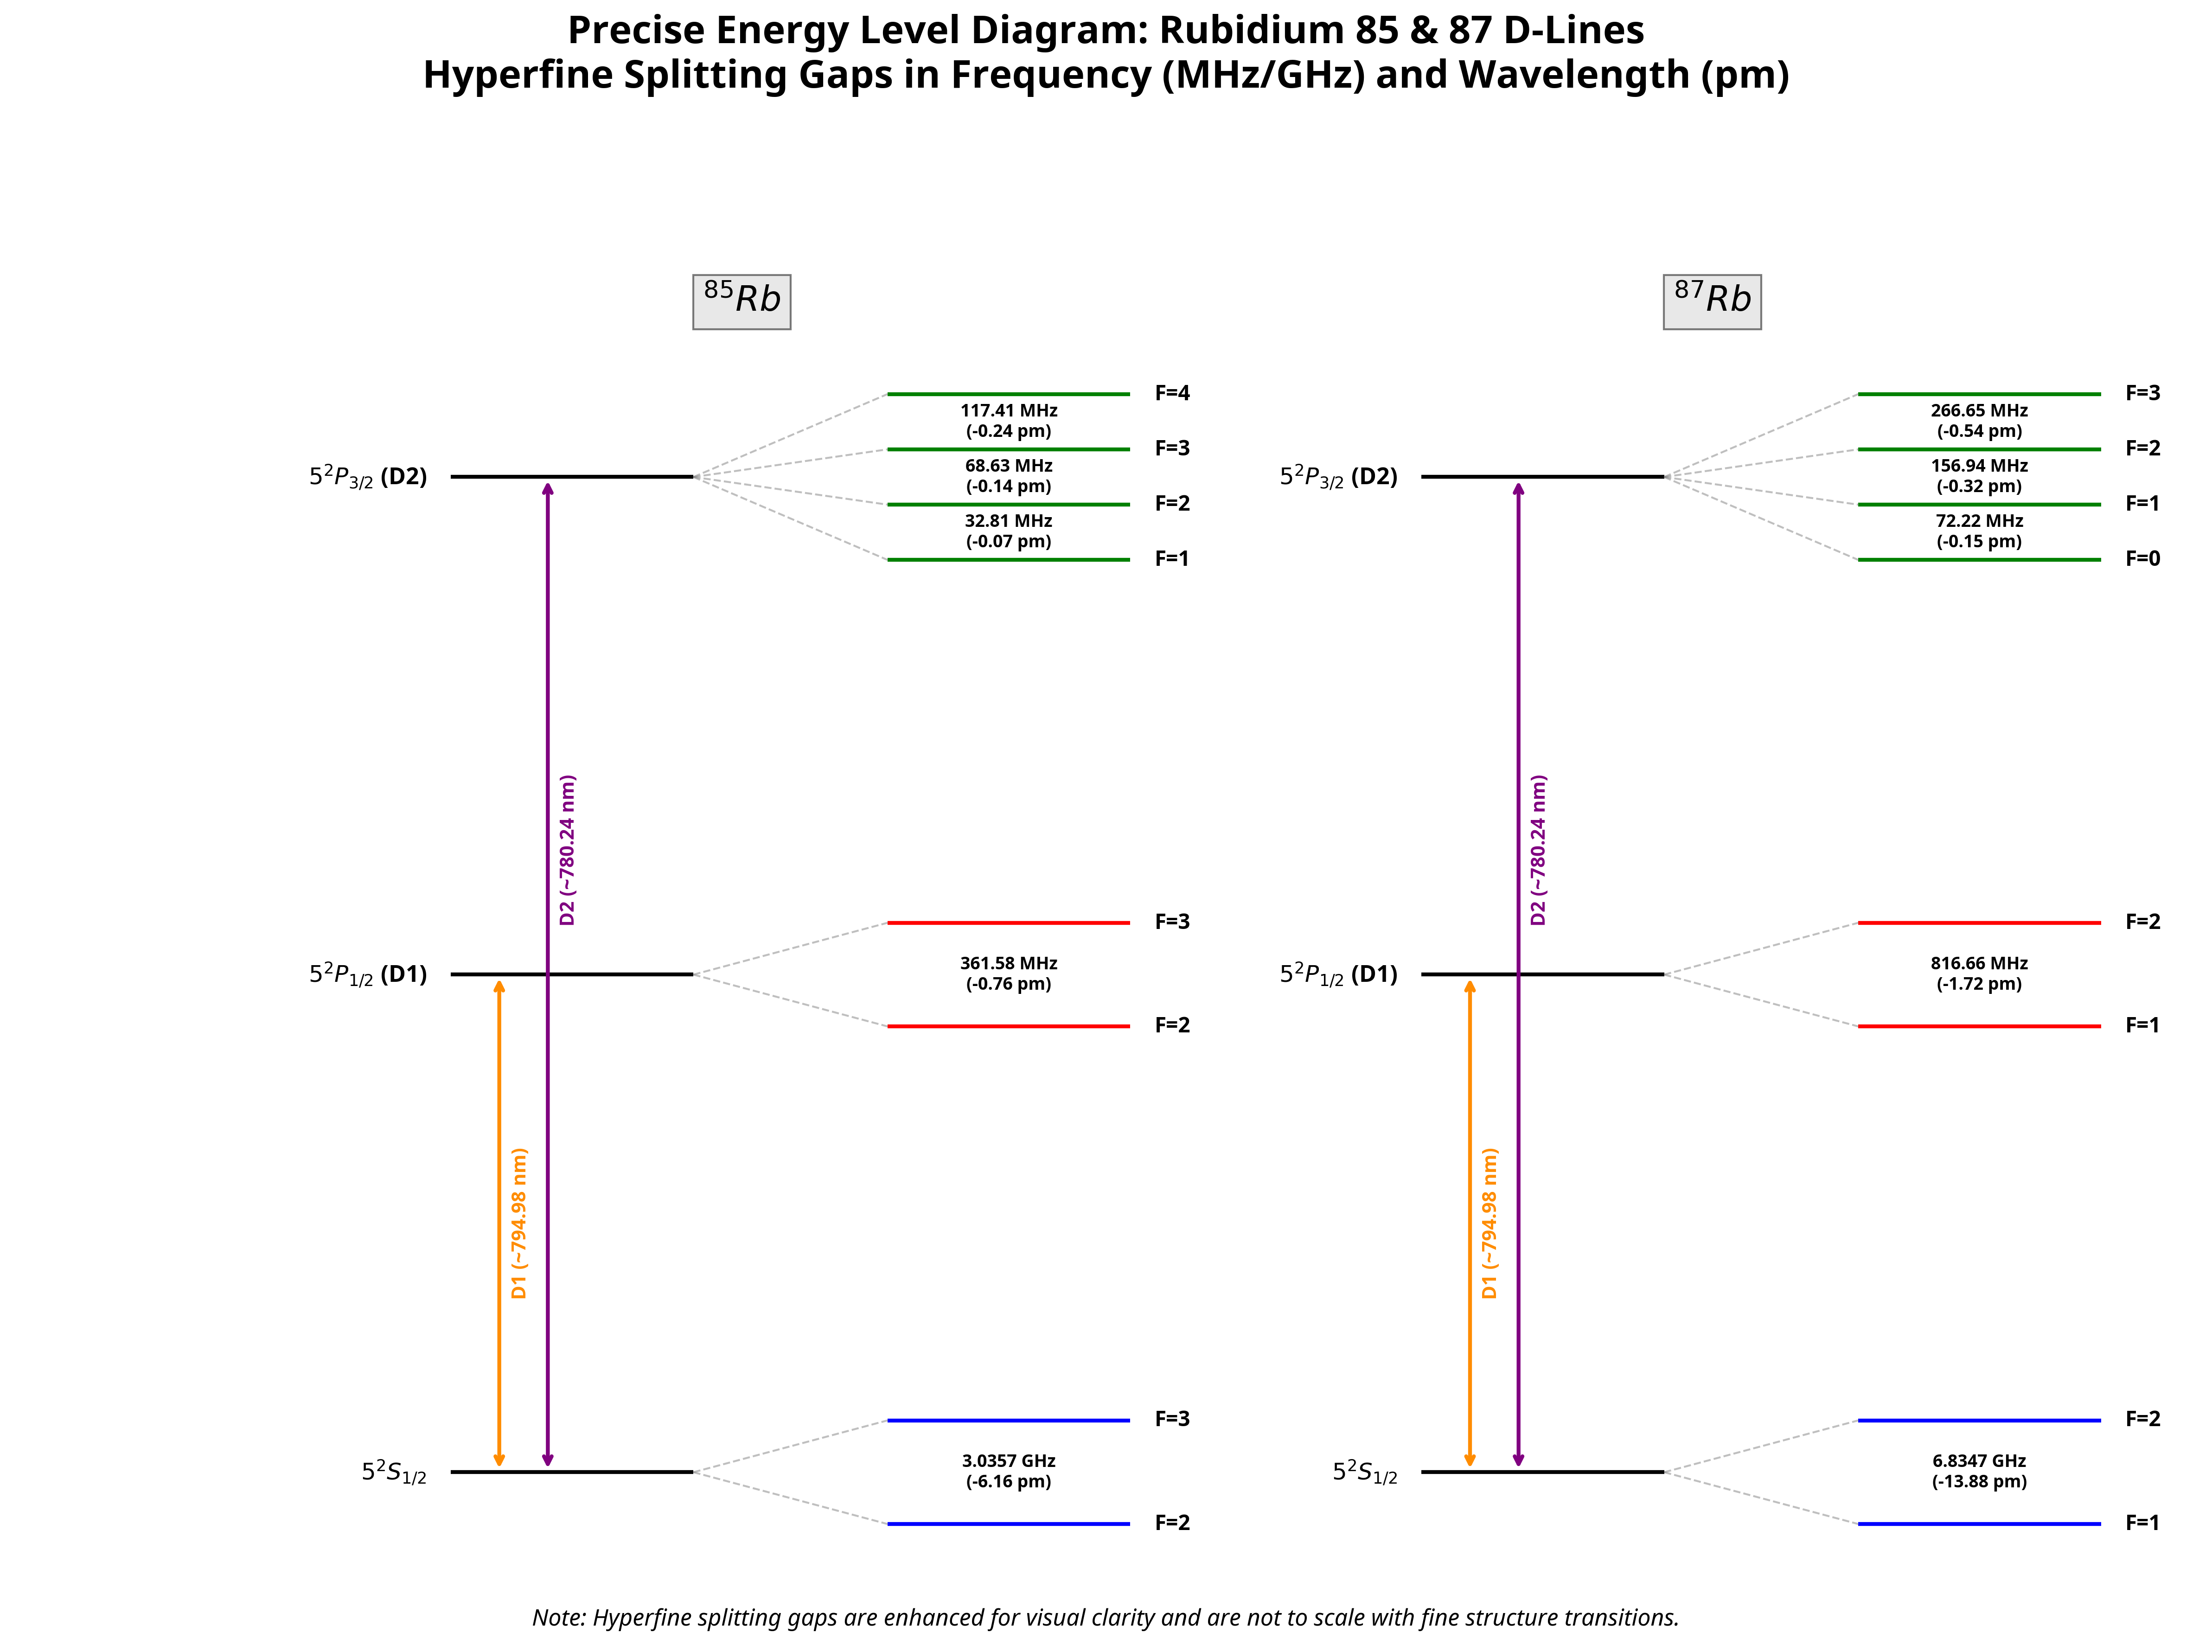 Precise Energy Level Diagram: Rubidium 85 & 87 D-Lines
Hyperfine Splitting Gaps in Frequency (MHz/GHz) and Wavelength (pm)
⁸⁵Rb
5²P₃/₂ (D2)
F=4
117.41 MHz
(-0.24 pm)
F=3
68.63 MHz
(-0.14 pm)
F=2
32.81 MHz
(-0.07 pm)
F=1
D2 (~780.24 nm)
5²P₁/₂ (D1)
F=3
361.58 MHz
(-0.76 pm)
F=2
D1 (~794.98 nm)
5²S₁/₂
F=3
3.0357 GHz
(-6.16 pm)
F=2
⁸⁷Rb
5²P₃/₂ (D2)
F=3
266.65 MHz
(-0.54 pm)
F=2
156.94 MHz
(-0.32 pm)
F=1
72.22 MHz
(-0.15 pm)
F=0
D2 (~780.24 nm)
5²P₁/₂ (D1)
F=2
816.66 MHz
(-1.72 pm)
F=1
D1 (~794.98 nm)
5²S₁/₂
F=2
6.8347 GHz
(-13.88 pm)
F=1
Note: Hyperfine splitting gaps are enhanced for visual clarity and are not to scale with fine structure transitions.